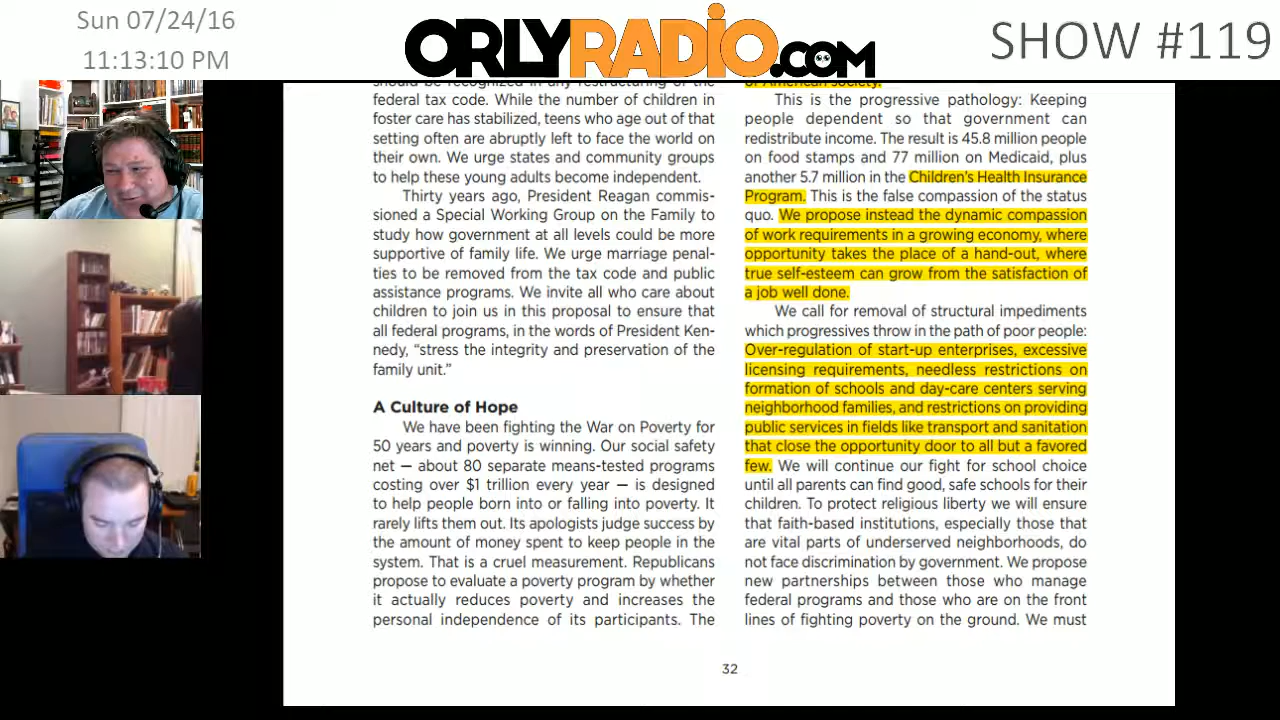 Sun 07/24/16
11:13:10 PM
ORLYRADiO.COM
SHOW #119
should be recognized in any restructuring of the
federal tax code. While the number of children in
foster care has stabilized, teens who age out of that
setting often are abruptly left to face the world on
their own. We urge states and community groups
to help these young adults become independent.
Thirty years ago, President Reagan commis-
sioned a Special Working Group on the Family to
study how government at all levels could be more
supportive of family life. We urge marriage penal-
ties to be removed from the tax code and public
assistance programs. We invite all who care about
children to join us in this proposal to ensure that
all federal programs, in the words of President Ken-
nedy, “stress the integrity and preservation of the
family unit.”
A Culture of Hope
We have been fighting the War on Poverty for
50 years and poverty is winning. Our social safety
net — about 80 separate means-tested programs
costing over $1 trillion every year — is designed
to help people born into or falling into poverty. It
rarely lifts them out. Its apologists judge success by
the amount of money spent to keep people in the
system. That is a cruel measurement. Republicans
propose to evaluate a poverty program by whether
it actually reduces poverty and increases the
personal independence of its participants. The
of American society.
This is the progressive pathology: Keeping
people dependent so that government can
redistribute income. The result is 45.8 million people
on food stamps and 77 million on Medicaid, plus
another 5.7 million in the Children’s Health Insurance
Program. This is the false compassion of the status
quo. We propose instead the dynamic compassion
of work requirements in a growing economy, where
opportunity takes the place of a hand-out, where
true self-esteem can grow from the satisfaction of
a job well done.
We call for removal of structural impediments
which progressives throw in the path of poor people:
Over-regulation of start-up enterprises, excessive
licensing requirements, needless restrictions on
formation of schools and day-care centers serving
neighborhood families, and restrictions on providing
public services in fields like transport and sanitation
that close the opportunity door to all but a favored
few. We will continue our fight for school choice
until all parents can find good, safe schools for their
children. To protect religious liberty we will ensure
that faith-based institutions, especially those that
are vital parts of underserved neighborhoods, do
not face discrimination by government. We propose
new partnerships between those who manage
federal programs and those who are on the front
lines of fighting poverty on the ground. We must
32